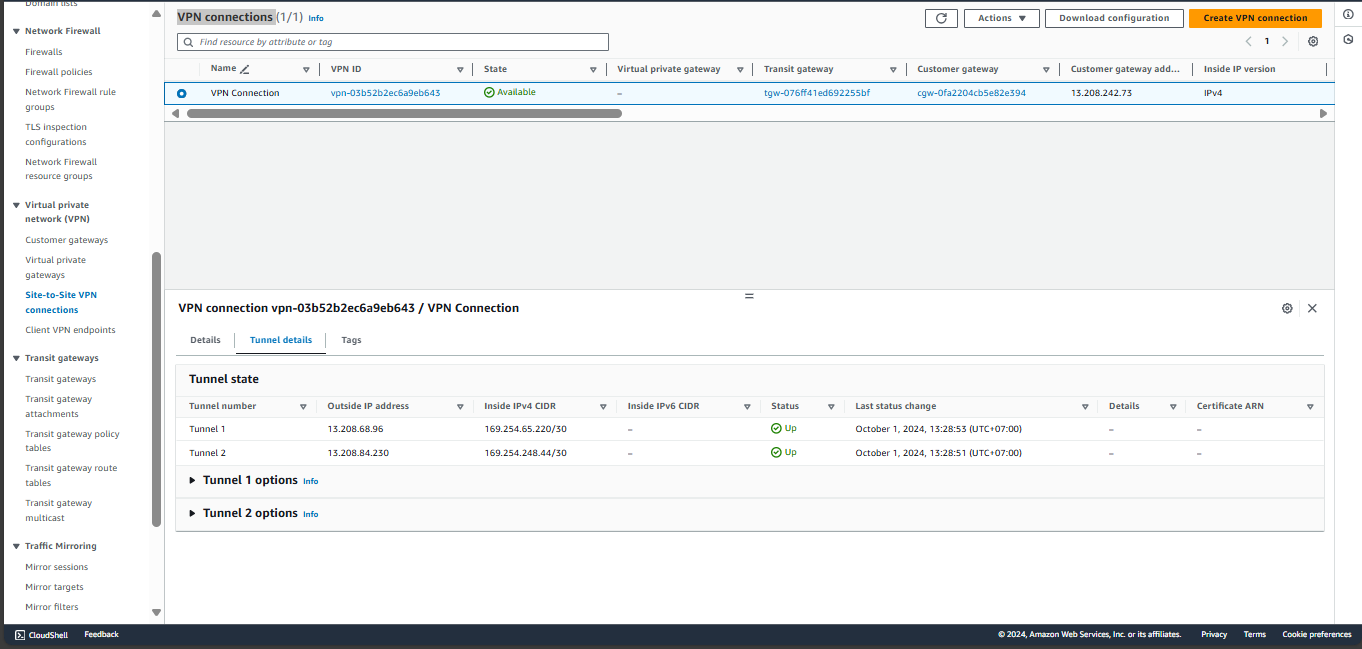 Domain lists
Network Firewall
Firewalls
Firewall policies
Network Firewall rule
groups
TLS inspection
configurations
Network Firewall
resource groups
Virtual private
network (VPN)
Customer gateways
Virtual private
gateways
Site-to-Site VPN
connections
Client VPN endpoints
Transit gateways
Transit gateways
Transit gateway
attachments
Transit gateway policy
tables
Transit gateway route
tables
Transit gateway
multicast
Traffic Mirroring
Mirror sessions
Mirror targets
Mirror filters
VPN connections (1/1) Info
Actions
Download configuration
Create VPN connection
Find resource by attribute or tag
1
Name VPN ID State Virtual private gateway Transit gateway Customer gateway Customer gateway add... Inside IP version
VPN Connection vpn-03b52b2ec6a9eb643 Available – tgw-076ff41ed692255bf cgw-0fa2204cb5e82e394 13.208.242.73 IPv4
VPN connection vpn-03b52b2ec6a9eb643 / VPN Connection
Details Tunnel details Tags
Tunnel state
Tunnel number Outside IP address Inside IPv4 CIDR Inside IPv6 CIDR Status Last status change Details Certificate ARN
Tunnel 1 13.208.68.96 169.254.65.220/30 – Up October 1, 2024, 13:28:53 (UTC+07:00) – –
Tunnel 2 13.208.84.230 169.254.248.44/30 – Up October 1, 2024, 13:28:51 (UTC+07:00) – –
Tunnel 1 options Info
Tunnel 2 options Info
CloudShell Feedback © 2024, Amazon Web Services, Inc. or its affiliates. Privacy Terms Cookie preferences